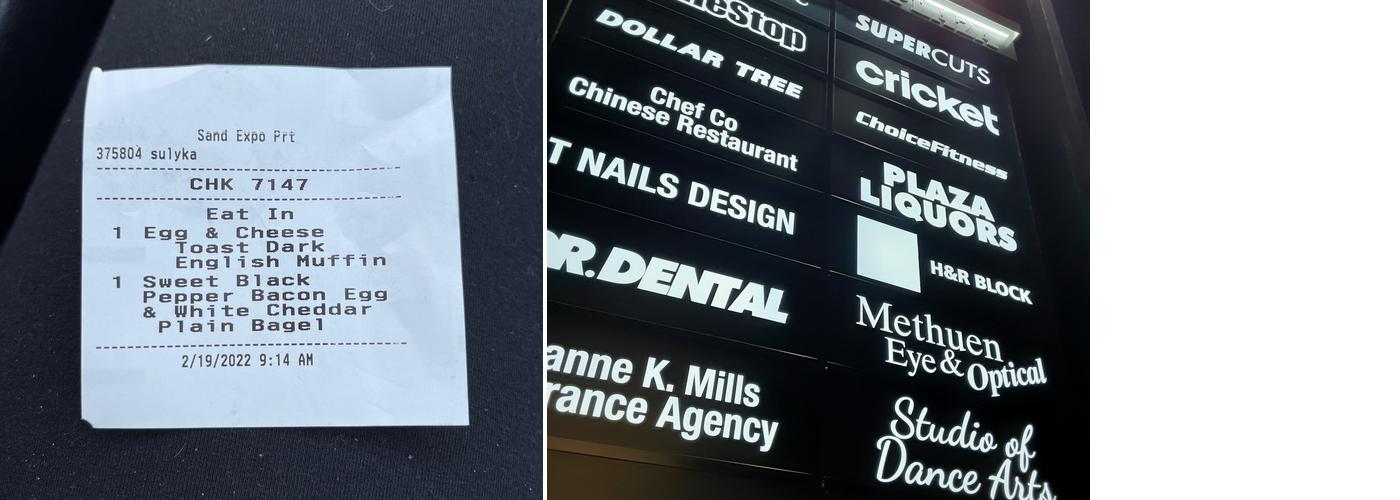 Sand Expo Prt
375804 sulyka
CHK 7147
Eat In
1 Egg & Cheese
Toast Dark
English Muffin
1 Sweet Black
Pepper Bacon Egg
& White Cheddar
Plain Bagel
2/19/2022 9:14 AM
DOLLAR TREE
Chef Co
Chinese Restaurant
NAILS DESIGN
DENTAL
K. Mills
Agency
SUPERCUTS
cricket
ChoiceFitness
PLAZA
LIQUORS
H&R BLOCK
Methuen
Eye & Optical
Studio of
Dance Arts